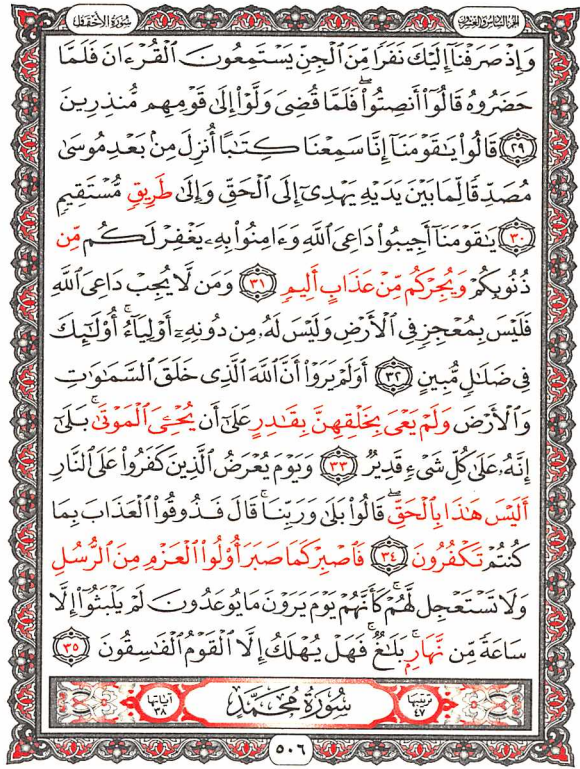 الجزء السادس والعشرون
سُورَةُ الْأَحْقَافِ
وَإِذْ صَرَفْنَآ إِلَيْكَ نَفَرًا مِّنَ ٱلْجِنِّ يَسْتَمِعُونَ ٱلْقُرْءَانَ فَلَمَّا
حَضَرُوهُ قَالُوٓا۟ أَنصِتُوا۟ ۖ فَلَمَّا قُضِىَ وَلَّوْا۟ إِلَىٰ قَوْمِهِم مُّنذِرِينَ
﴿٢٩﴾ قَالُوا۟ يَٰقَوْمَنَآ إِنَّا سَمِعْنَا كِتَٰبًا أُنزِلَ مِنۢ بَعْدِ مُوسَىٰ
مُصَدِّقًا لِّمَا بَيْنَ يَدَيْهِ يَهْدِىٓ إِلَى ٱلْحَقِّ وَإِلَىٰ طَرِيقٍ مُّسْتَقِيمٍ
﴿٣٠﴾ يَٰقَوْمَنَآ أَجِيبُوا۟ دَاعِىَ ٱللَّهِ وَءَامِنُوا۟ بِهِۦ يَغْفِرْ لَكُم مِّن
ذُنُوبِكُمْ وَيُجِرْكُم مِّنْ عَذَابٍ أَلِيمٍ ﴿٣١﴾ وَمَن لَّا يُجِبْ دَاعِىَ ٱللَّهِ
فَلَيْسَ بِمُعْجِزٍ فِى ٱلْأَرْضِ وَلَيْسَ لَهُۥ مِن دُونِهِۦٓ أَوْلِيَآءُ ۚ أُو۟لَٰٓئِكَ
فِى ضَلَٰلٍ مُّبِينٍ ﴿٣٢﴾ أَوَلَمْ يَرَوْا۟ أَنَّ ٱللَّهَ ٱلَّذِى خَلَقَ ٱلسَّمَٰوَٰتِ
وَٱلْأَرْضَ وَلَمْ يَعْىَ بِخَلْقِهِنَّ بِقَٰدِرٍ عَلَىٰٓ أَن يُحْۦِىَ ٱلْمَوْتَىٰ ۚ بَلَىٰٓ
إِنَّهُۥ عَلَىٰ كُلِّ شَىْءٍ قَدِيرٌ ﴿٣٣﴾ وَيَوْمَ يُعْرَضُ ٱلَّذِينَ كَفَرُوا۟ عَلَى ٱلنَّارِ
أَلَيْسَ هَٰذَا بِٱلْحَقِّ ۖ قَالُوا۟ بَلَىٰ وَرَبِّنَا ۚ قَالَ فَذُوقُوا۟ ٱلْعَذَابَ بِمَا
كُنتُمْ تَكْفُرُونَ ﴿٣٤﴾ فَٱصْبِرْ كَمَا صَبَرَ أُو۟لُوا۟ ٱلْعَزْمِ مِنَ ٱلرُّسُلِ
وَلَا تَسْتَعْجِل لَّهُمْ ۚ كَأَنَّهُمْ يَوْمَ يَرَوْنَ مَا يُوعَدُونَ لَمْ يَلْبَثُوٓا۟ إِلَّا
سَاعَةً مِّن نَّهَارٍۭ ۚ بَلَٰغٌ ۚ فَهَلْ يُهْلَكُ إِلَّا ٱلْقَوْمُ ٱلْفَٰسِقُونَ ﴿٣٥﴾
ترتيبها ٤٧
سُورَةُ مُحَمَّدٍ
آياتها ٣٨
٥٠٦